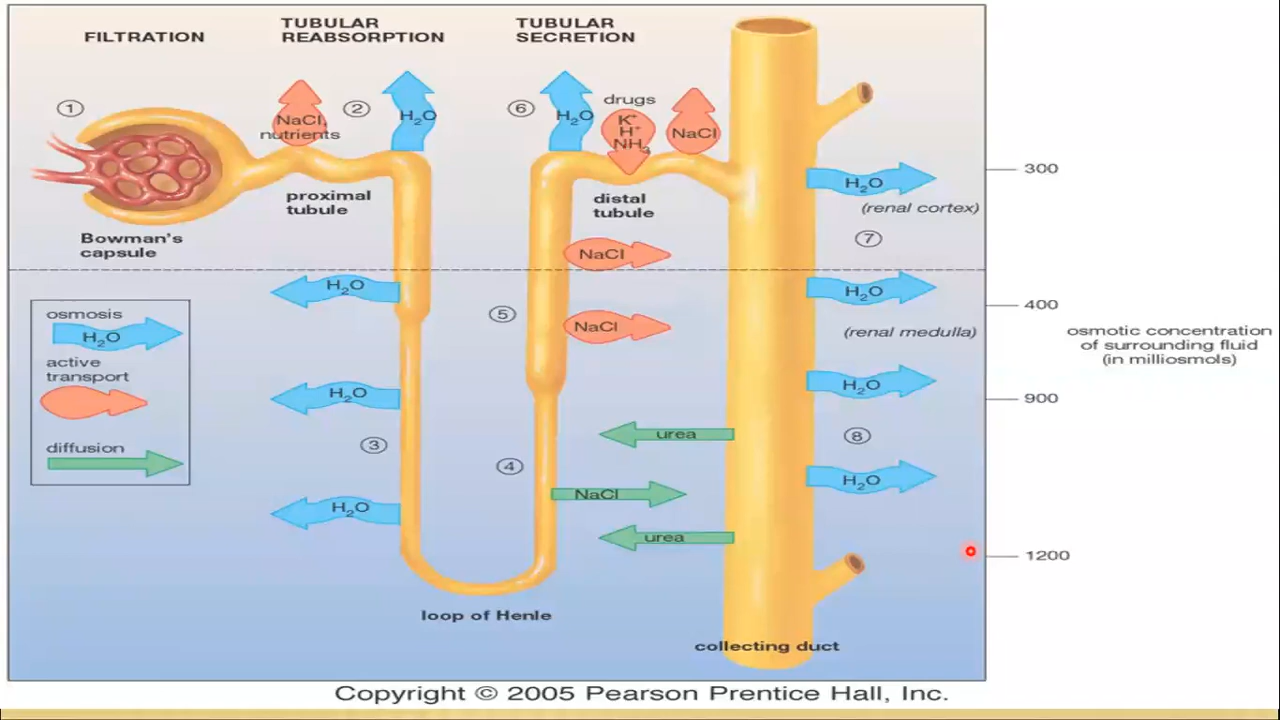 FILTRATION
TUBULAR
REABSORPTION
TUBULAR
SECRETION
1
NaCl,
nutrients
2
H₂O
6
H₂O
drugs
K⁺
H⁺
NH₃
NaCl
proximal
tubule
distal
tubule
Bowman's
capsule
H₂O
300
(renal cortex)
7
NaCl
H₂O
H₂O
400
osmosis
H₂O
5
NaCl
(renal medulla)
osmotic concentration
of surrounding fluid
(in milliosmols)
active
transport
H₂O
H₂O
900
diffusion
3
4
urea
8
NaCl
H₂O
H₂O
urea
1200
loop of Henle
collecting duct
Copyright © 2005 Pearson Prentice Hall, Inc.